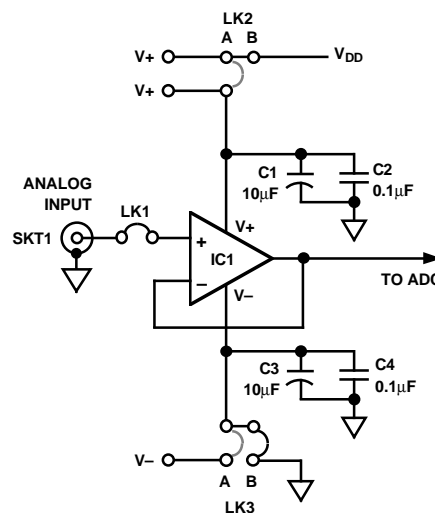 LK2
A B
V+ V_DD
V+
C1
10μF
C2
0.1μF
ANALOG
INPUT
LK1
SKT1
+
V+
IC1
−
V−
TO ADC
C3
10μF
C4
0.1μF
V−
A B
LK3